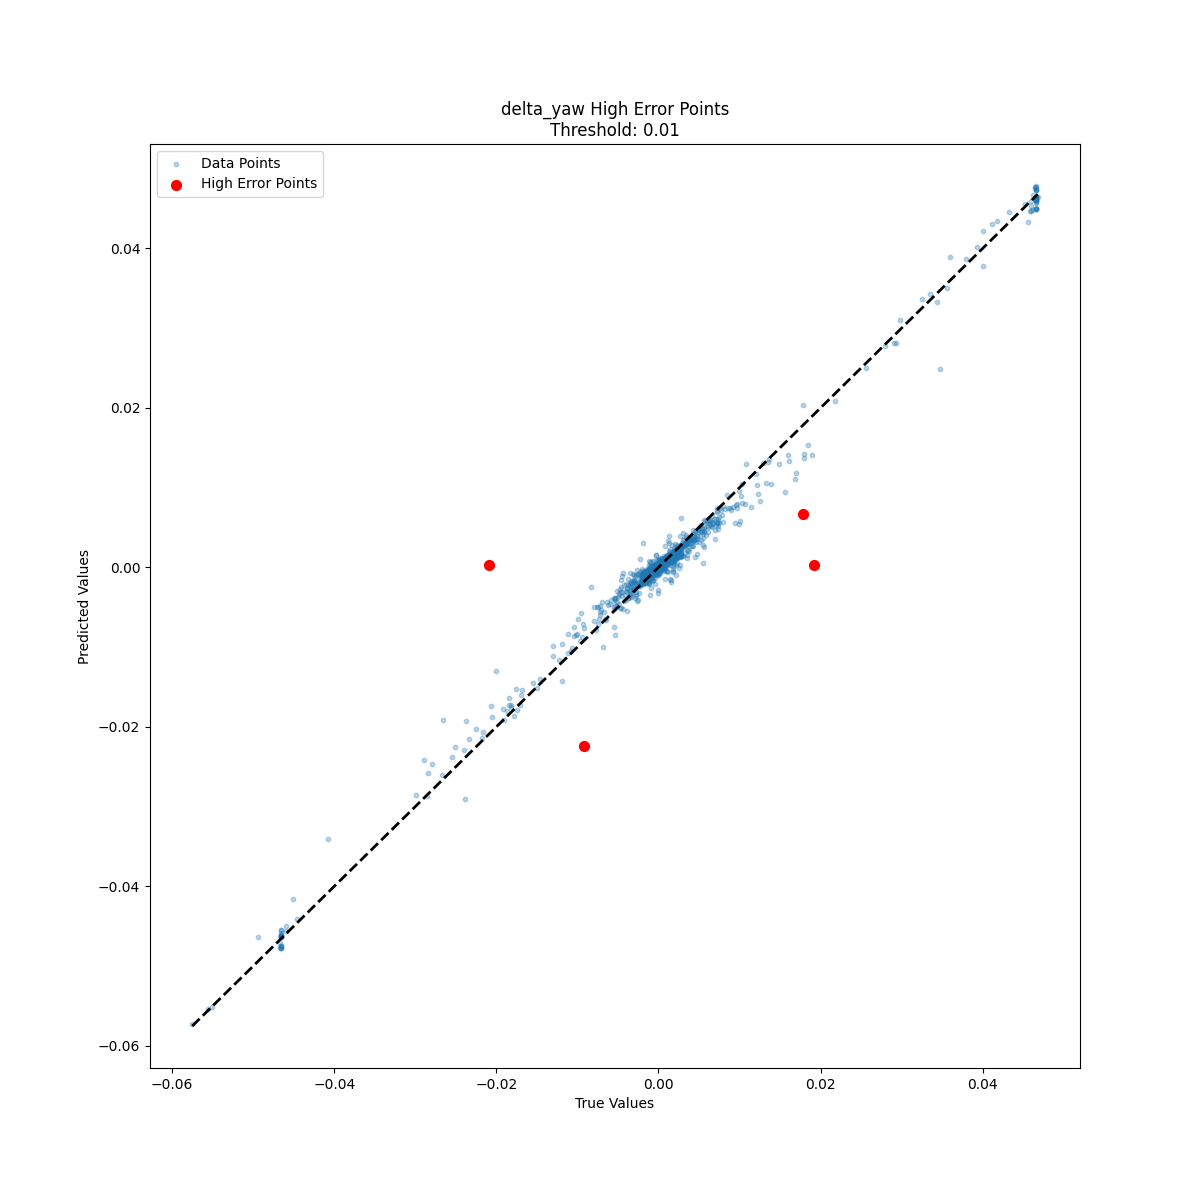 delta_yaw High Error Points
Threshold: 0.01
Data Points
High Error Points
0.04
0.02
0.00
−0.02
−0.04
−0.06
Predicted Values
−0.06
−0.04
−0.02
0.00
0.02
0.04
True Values